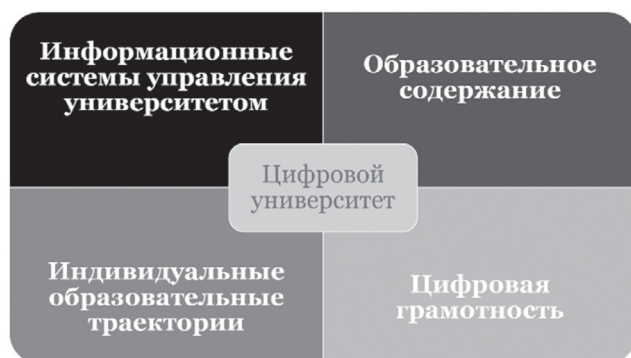 Информационные
системы управления
университетом
Образовательное
содержание
Цифровой
университет
Индивидуальные
образовательные
траектории
Цифровая
грамотность